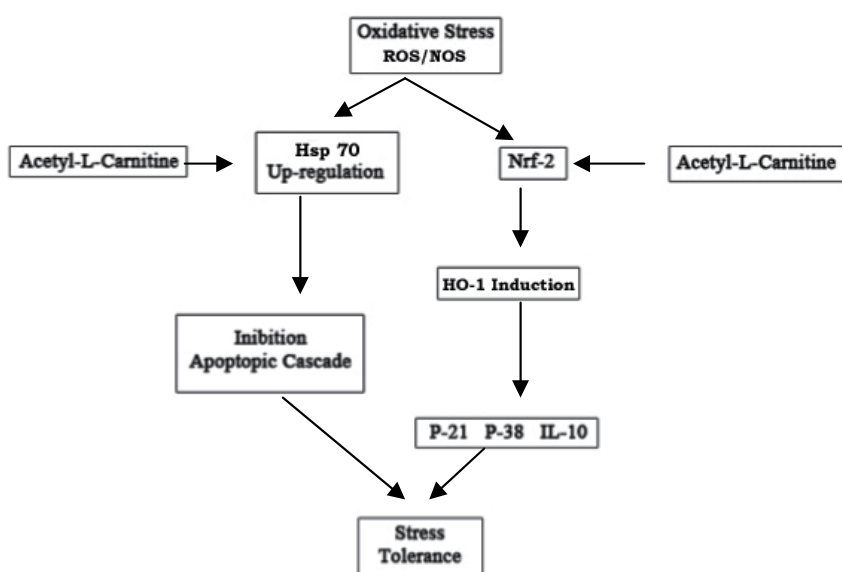 Oxidative Stress
ROS/NOS
Acetyl-L-Carnitine
Hsp 70
Up-regulation
Nrf-2
Acetyl-L-Carnitine
HO-1 Induction
Inibition
Apoptopic Cascade
P-21 P-38 IL-10
Stress
Tolerance